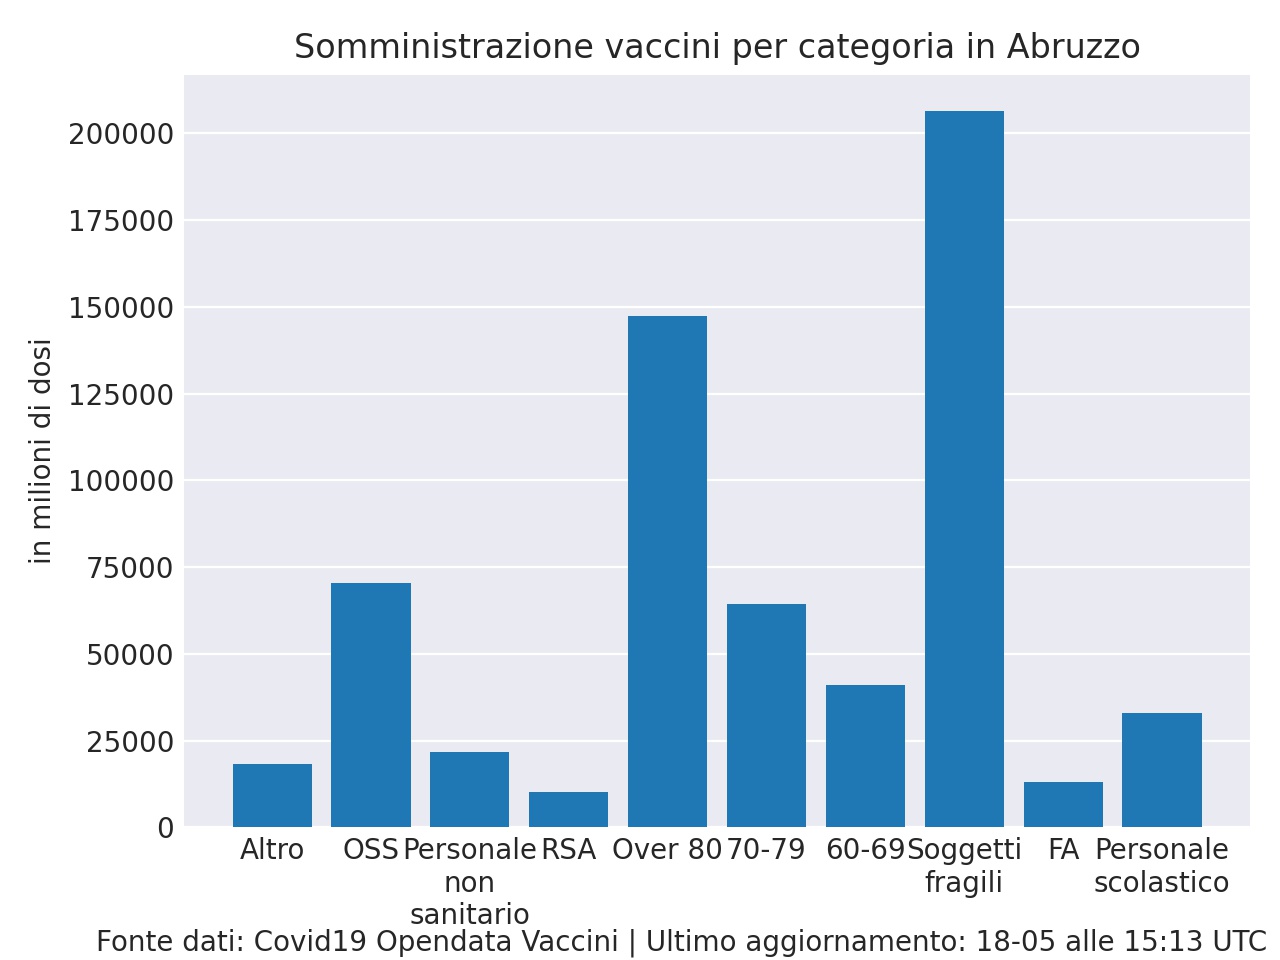 Somministrazione vaccini per categoria in Abruzzo
in milioni di dosi
200000
175000
150000
125000
100000
75000
50000
25000
0
Altro
OSS
Personale
non
sanitario
RSA
Over 80
70-79
60-69
Soggetti
fragili
FA
Personale
scolastico
Fonte dati: Covid19 Opendata Vaccini | Ultimo aggiornamento: 18-05 alle 15:13 UTC